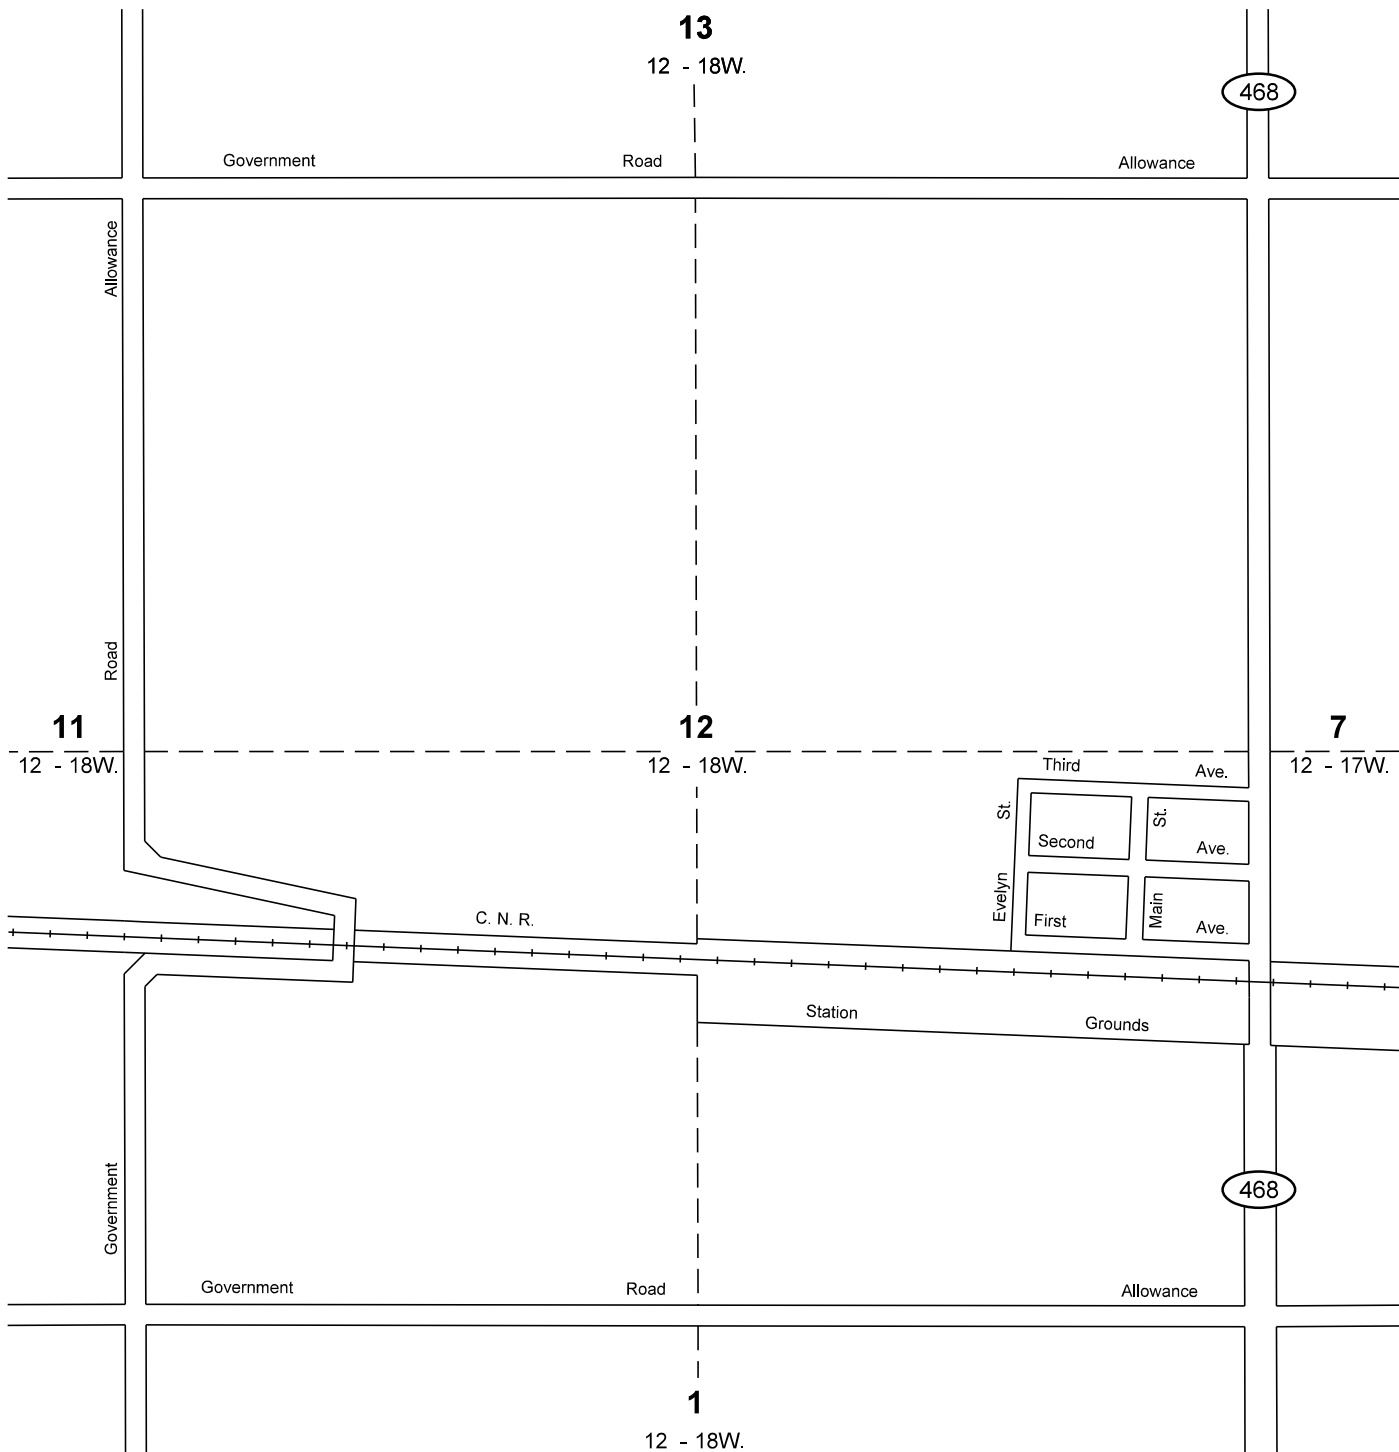 13
12 - 18W.
468
Government Road Allowance
Allowance
Road
11
12 - 18W.
12
12 - 18W.
7
12 - 17W.
Third Ave.
St.
St.
Second Ave.
Evelyn
Main
First Ave.
C. N. R.
Station Grounds
Government
468
Government Road Allowance
1
12 - 18W.